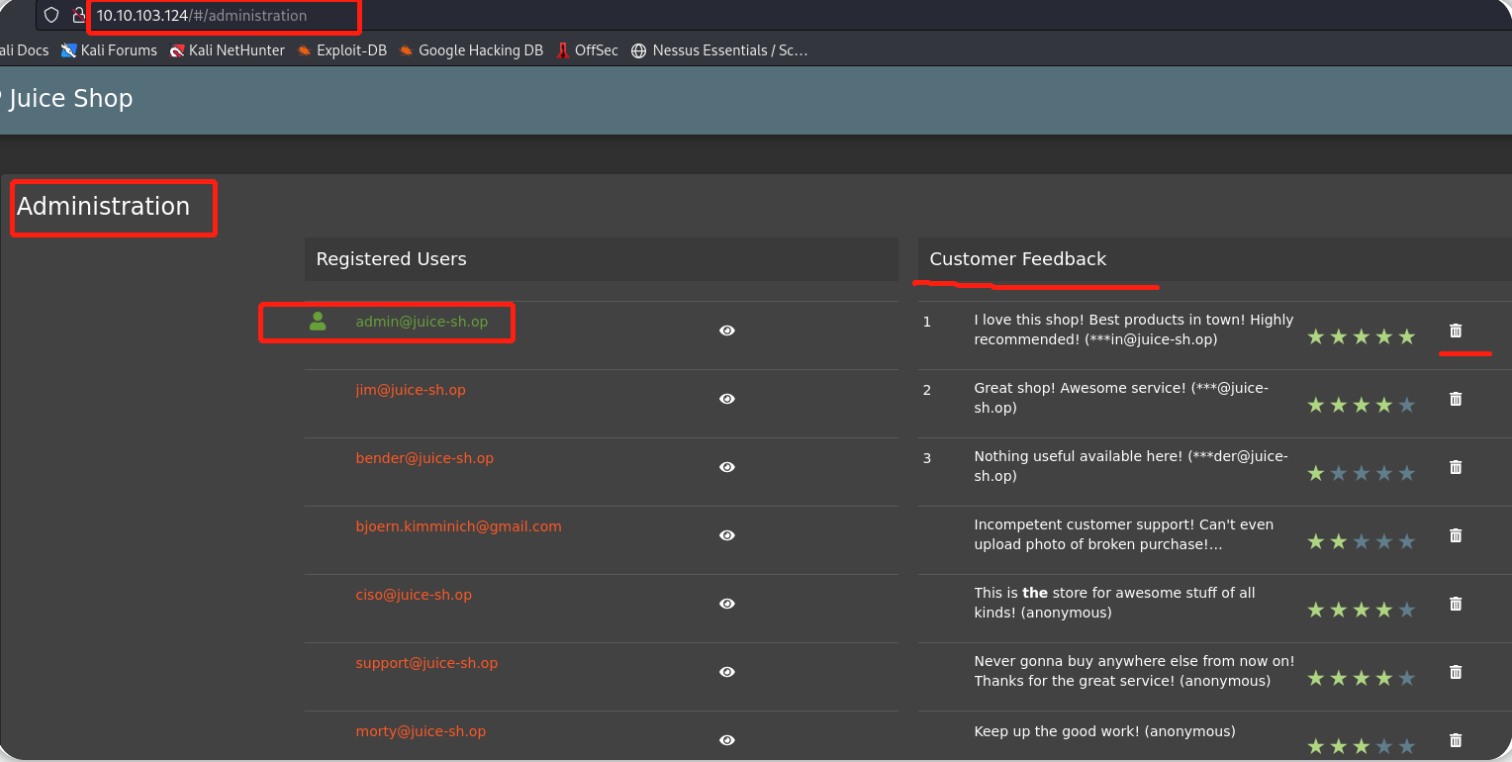 10.10.103.124/#/administration
ali Docs Kali Forums Kali NetHunter Exploit-DB Google Hacking DB OffSec Nessus Essentials / Sc...
Juice Shop
Administration
Registered Users
admin@juice-sh.op
jim@juice-sh.op
bender@juice-sh.op
bjoern.kimminich@gmail.com
ciso@juice-sh.op
support@juice-sh.op
morty@juice-sh.op
Customer Feedback
1 I love this shop! Best products in town! Highly
recommended! (***in@juice-sh.op)
2 Great shop! Awesome service! (***@juice-
sh.op)
3 Nothing useful available here! (***der@juice-
sh.op)
Incompetent customer support! Can't even
upload photo of broken purchase!...
This is the store for awesome stuff of all
kinds! (anonymous)
Never gonna buy anywhere else from now on!
Thanks for the great service! (anonymous)
Keep up the good work! (anonymous)